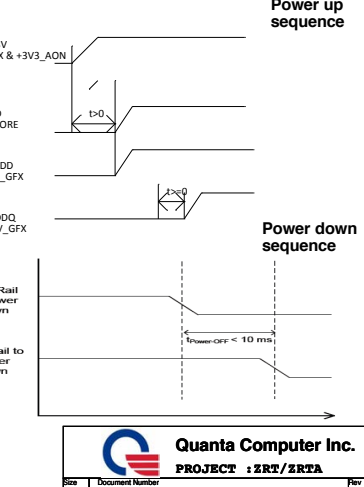 Power up
sequence
V
X & +3V3_AON
t>0
ORE
DD
_GFX
t>=0
DDQ
V_GFX
Power down
sequence
Rail
wer
wn
tPower-OFF < 10 ms
ail to
er
wn
Quanta Computer Inc.
PROJECT : ZRT/ZRTA
Size Document Number Rev